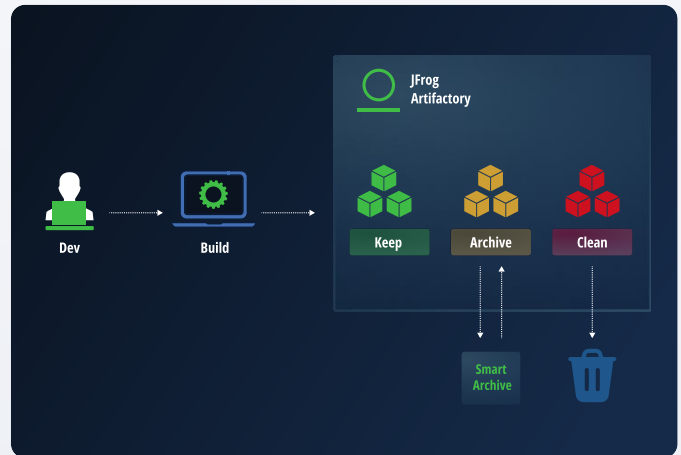 JFrog
Artifactory
Dev
Build
Keep
Archive
Clean
Smart
Archive